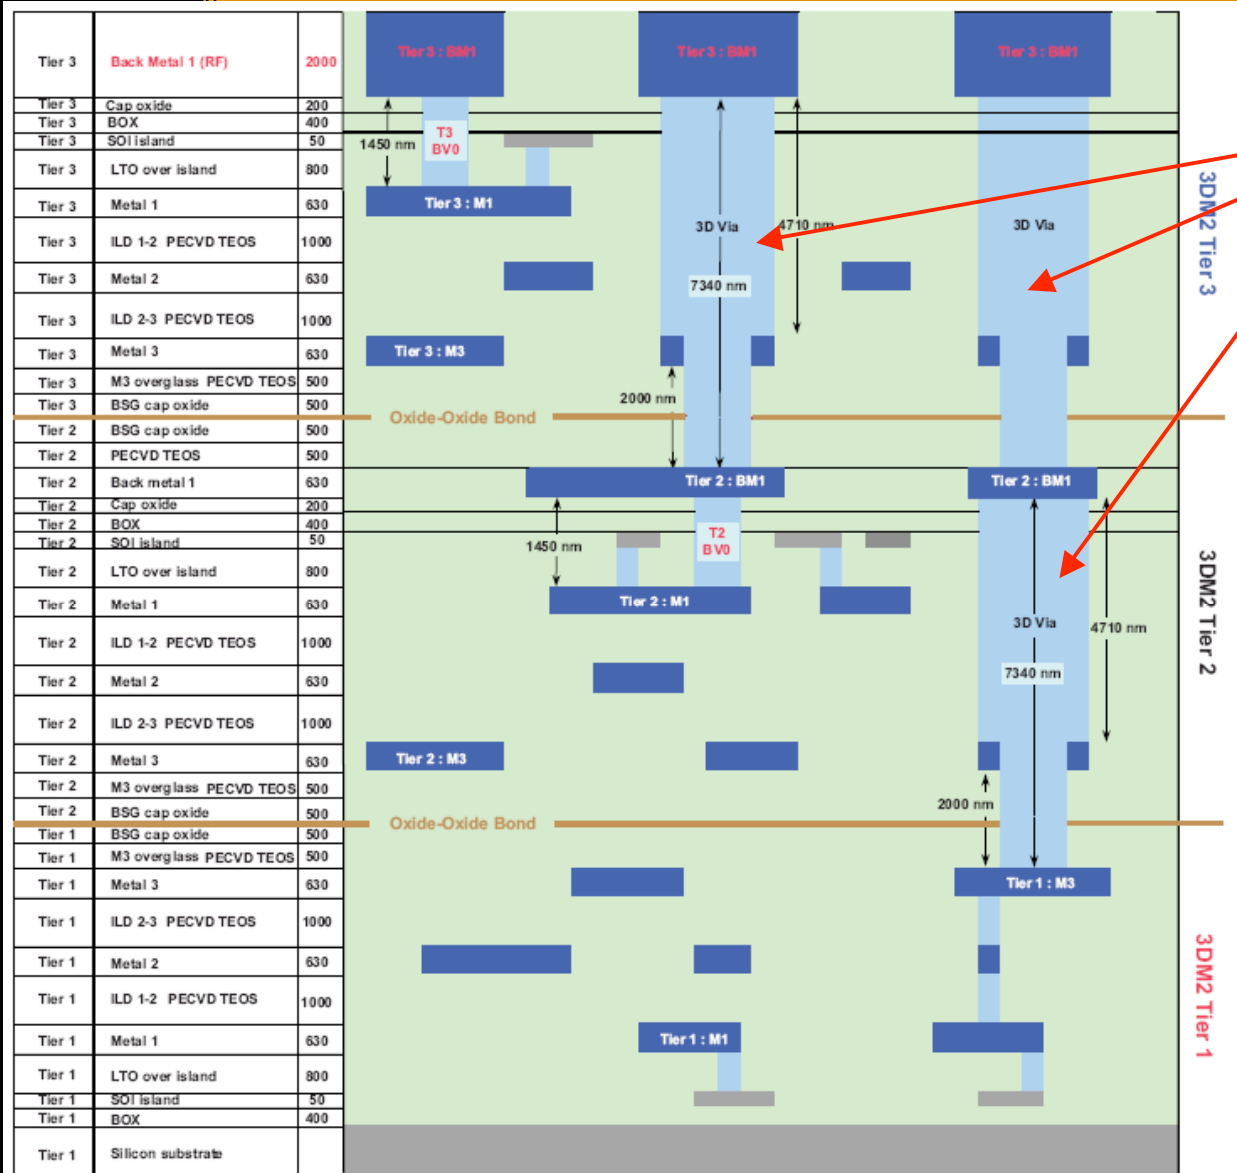 Tier 3 Back Metal 1 (RF) 2000
Tier 3 Cap oxide 200
Tier 3 BOX 400
Tier 3 SOI island 50
Tier 3 LTO over island 800
Tier 3 Metal 1 630
Tier 3 ILD 1-2 PECVD TEOS 1000
Tier 3 Metal 2 630
Tier 3 ILD 2-3 PECVD TEOS 1000
Tier 3 Metal 3 630
Tier 3 M3 overglass PECVD TEOS 500
Tier 3 BSG cap oxide 500
Tier 2 BSG cap oxide 500
Tier 2 PECVD TEOS 500
Tier 2 Back metal 1 630
Tier 2 Cap oxide 200
Tier 2 BOX 400
Tier 2 SOI island 50
Tier 2 LTO over island 800
Tier 2 Metal 1 630
Tier 2 ILD 1-2 PECVD TEOS 1000
Tier 2 Metal 2 630
Tier 2 ILD 2-3 PECVD TEOS 1000
Tier 2 Metal 3 630
Tier 2 M3 overglass PECVD TEOS 500
Tier 2 BSG cap oxide 500
Tier 1 BSG cap oxide 500
Tier 1 M3 overglass PECVD TEOS 500
Tier 1 Metal 3 630
Tier 1 ILD 2-3 PECVD TEOS 1000
Tier 1 Metal 2 630
Tier 1 ILD 1-2 PECVD TEOS 1000
Tier 1 Metal 1 630
Tier 1 LTO over island 800
Tier 1 SOI island 50
Tier 1 BOX 400
Tier 1 Silicon substrate
Tier 3 : BM1
Tier 3 : BM1
Tier 3 : BM1
1450 nm
T3
BV0
Tier 3 : M1
3D Via
4710 nm
3D Via
7340 nm
Tier 3 : M3
2000 nm
Oxide-Oxide Bond
Tier 2 : BM1
Tier 2 : BM1
1450 nm
T2
BV0
Tier 2 : M1
3D Via
4710 nm
7340 nm
Tier 2 : M3
2000 nm
Oxide-Oxide Bond
Tier 1 : M3
Tier 1 : M1
3DM2 Tier 3
3DM2 Tier 2
3DM2 Tier 1